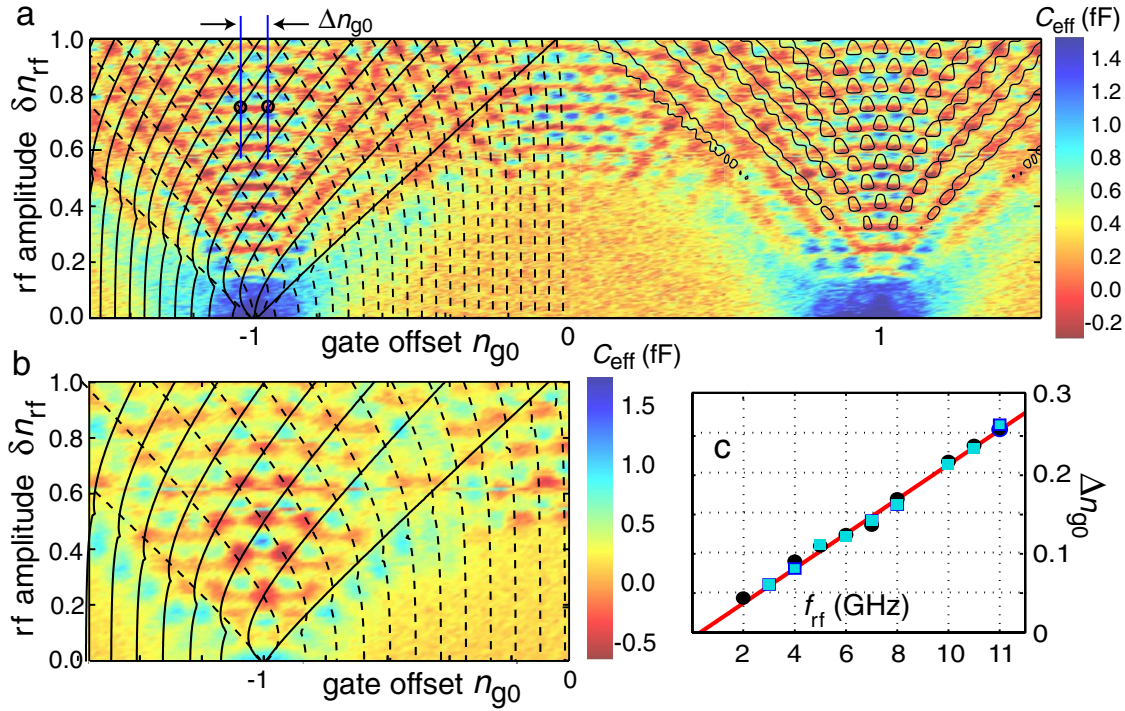 a
Δn_g0
C_eff (fF)
rf amplitude δn_rf
1.0
0.8
0.6
0.4
0.2
0.0
-1
0
1
gate offset n_g0
1.4
1.2
1.0
0.8
0.6
0.4
0.2
0.0
-0.2
b
C_eff (fF)
rf amplitude δn_rf
1.0
0.8
0.6
0.4
0.2
0.0
-1
0
gate offset n_g0
1.5
1.0
0.5
0.0
-0.5
c
0.3
0.2
0.1
0
Δn_g0
f_rf (GHz)
2 4 5 6 7 8 10 11